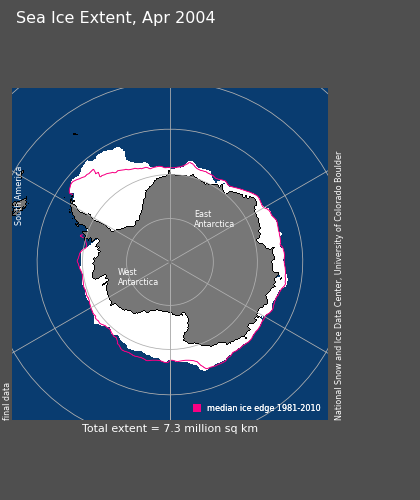 Sea Ice Extent, Apr 2004
South America
East
Antarctica
West
Antarctica
National Snow and Ice Data Center, University of Colorado Boulder
final data
median ice edge 1981-2010
Total extent = 7.3 million sq km